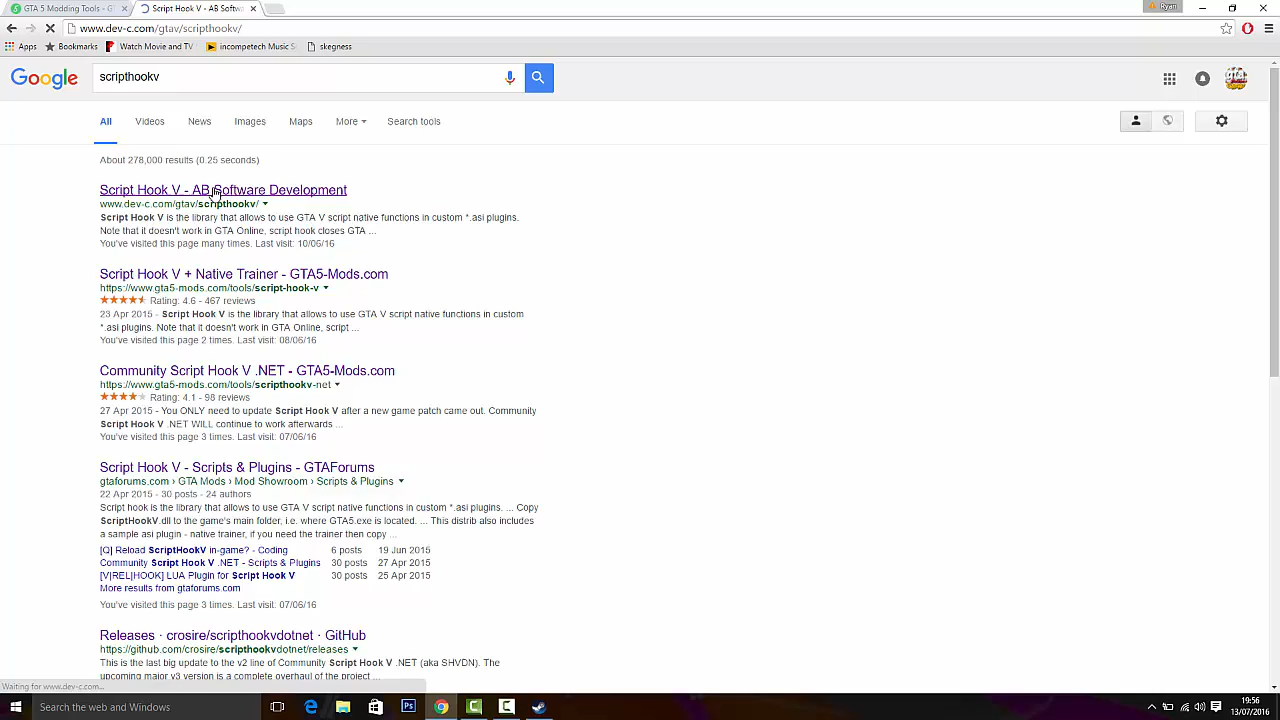 GTA 5 Modding Tools - G
Script Hook V - AB Softw
Ryan
www.dev-c.com/gtav/scripthookv/
Apps
Bookmarks
Watch Movie and TV
incompetech Music S
skegness
Google
scripthookv
All
Videos
News
Images
Maps
More
Search tools
About 278,000 results (0.25 seconds)
Script Hook V - AB Software Development
www.dev-c.com/gtav/scripthookv/
Script Hook V is the library that allows to use GTA V script native functions in custom *.asi plugins.
Note that it doesn't work in GTA Online, script hook closes GTA ...
You've visited this page many times. Last visit: 10/06/16
Script Hook V + Native Trainer - GTA5-Mods.com
https://www.gta5-mods.com/tools/script-hook-v
Rating: 4.6 - 467 reviews
23 Apr 2015 - Script Hook V is the library that allows to use GTA V script native functions in custom
*.asi plugins. Note that it doesn't work in GTA Online, script ...
You've visited this page 2 times. Last visit: 08/06/16
Community Script Hook V .NET - GTA5-Mods.com
https://www.gta5-mods.com/tools/scripthookv-net
Rating: 4.1 - 98 reviews
27 Apr 2015 - You ONLY need to update Script Hook V after a new game patch came out. Community
Script Hook V .NET WILL continue to work afterwards ...
You've visited this page 3 times. Last visit: 07/06/16
Script Hook V - Scripts & Plugins - GTAForums
gtaforums.com › GTA Mods › Mod Showroom › Scripts & Plugins
22 Apr 2015 - 30 posts - 24 authors
Script hook is the library that allows to use GTA V script native functions in custom *.asi plugins. ... Copy
ScriptHookV.dll to the game's main folder, i.e. where GTA5.exe is located. ... This distrib also includes
a sample asi plugin - native trainer, if you need the trainer then copy ...
[Q] Reload ScriptHookV in-game? - Coding 6 posts 19 Jun 2015
Community Script Hook V .NET - Scripts & Plugins 30 posts 27 Apr 2015
[V|REL|HOOK] LUA Plugin for Script Hook V 30 posts 25 Apr 2015
More results from gtaforums.com
You've visited this page 3 times. Last visit: 07/06/16
Releases · crosire/scripthookvdotnet · GitHub
https://github.com/crosire/scripthookvdotnet/releases
This is the last big update to the v2 line of Community Script Hook V .NET (aka SHVDN). The
upcoming major v3 version is a complete overhaul of the project ...
Waiting for www.dev-c.com...
Search the web and Windows
19:56
13/07/2016